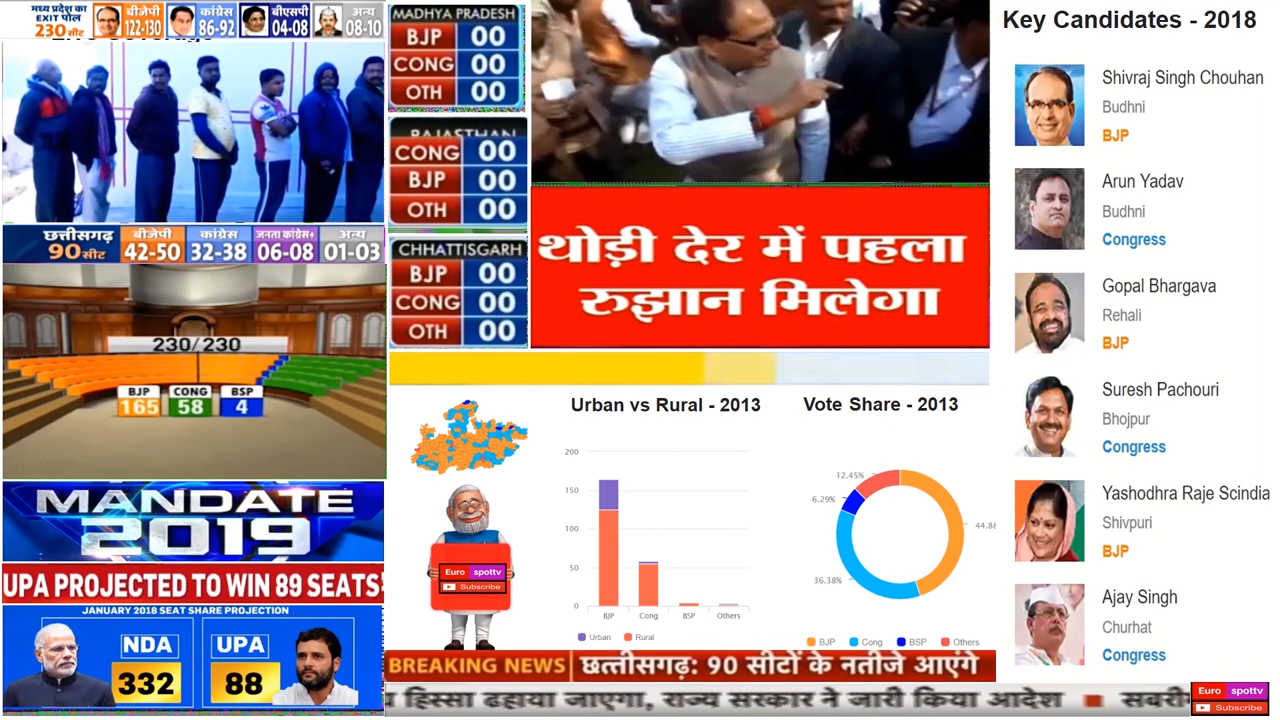 मध्य प्रदेश का
EXIT पोल
230 सीट
बीजेपी
122-130
कांग्रेस
86-92
बीएसपी
04-08
अन्य
08-10
छत्तीसगढ़
90 सीट
बीजेपी
42-50
कांग्रेस
32-38
जनता कांग्रेस+
06-08
अन्य
01-03
230/230
BJP
165
CONG
58
BSP
4
MANDATE
2019
UPA PROJECTED TO WIN 89 SEATS
JANUARY 2018 SEAT SHARE PROJECTION
NDA
332
UPA
88
MADHYA PRADESH
BJP 00
CONG 00
OTH 00
RAJASTHAN
CONG 00
BJP 00
OTH 00
CHHATTISGARH
BJP 00
CONG 00
OTH 00
थोड़ी देर में पहला
रुझान मिलेगा
Urban vs Rural - 2013
200
150
100
50
0
BJP
Cong
BSP
Others
Urban
Rural
Vote Share - 2013
12.45%
6.29%
44.88
36.38%
BJP
Cong
BSP
Others
Euro spottv
Subscribe
Key Candidates - 2018
Shivraj Singh Chouhan
Budhni
BJP
Arun Yadav
Budhni
Congress
Gopal Bhargava
Rehali
BJP
Suresh Pachouri
Bhojpur
Congress
Yashodhra Raje Scindia
Shivpuri
BJP
Ajay Singh
Churhat
Congress
BREAKING NEWS छत्तीसगढ़: 90 सीटों के नतीजे आएंगे
हिस्सा ढहाया जाएगा, राज्य सरकार ने जारी किया आदेश
Euro spottv
Subscribe